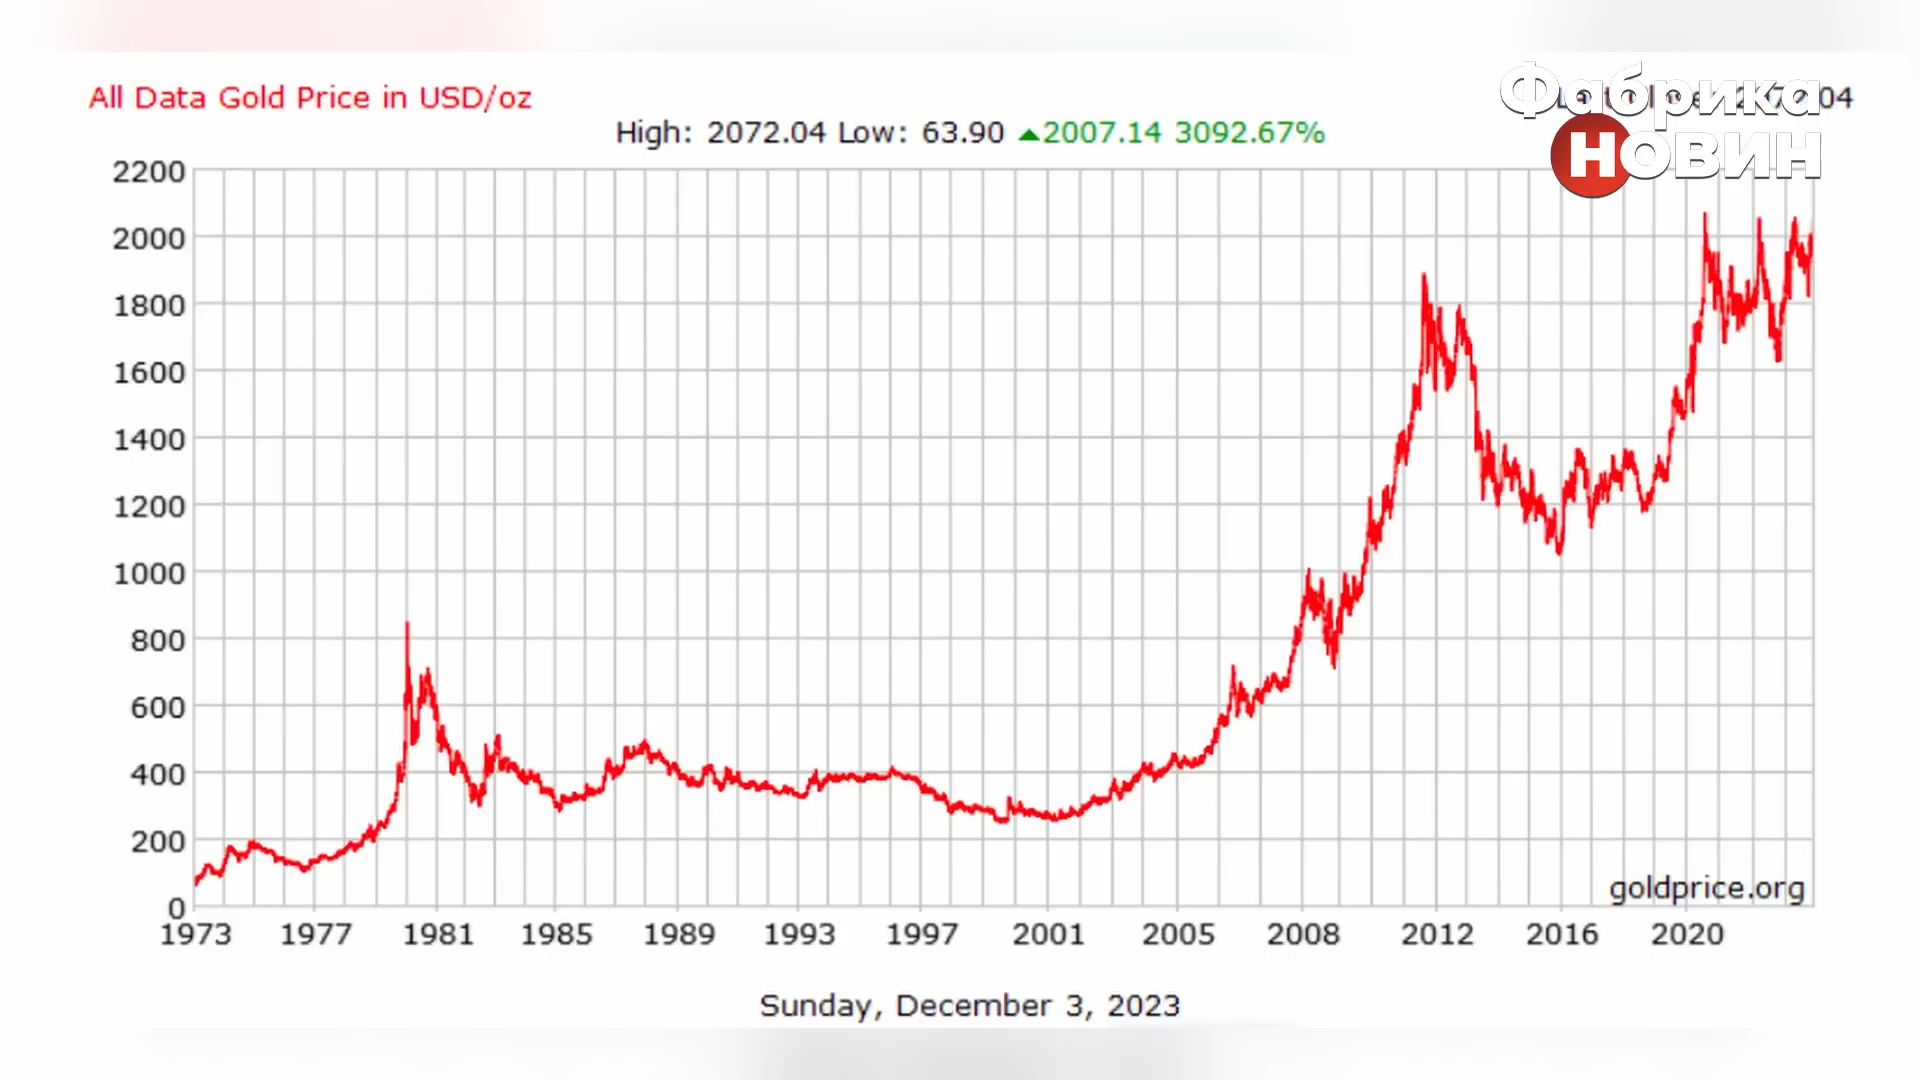 All Data Gold Price in USD/oz
Фабрика
новин
High: 2072.04 Low: 63.90 ▲2007.14 3092.67%
2200
2000
1800
1600
1400
1200
1000
800
600
400
200
0
goldprice.org
1973 1977 1981 1985 1989 1993 1997 2001 2005 2008 2012 2016 2020
Sunday, December 3, 2023